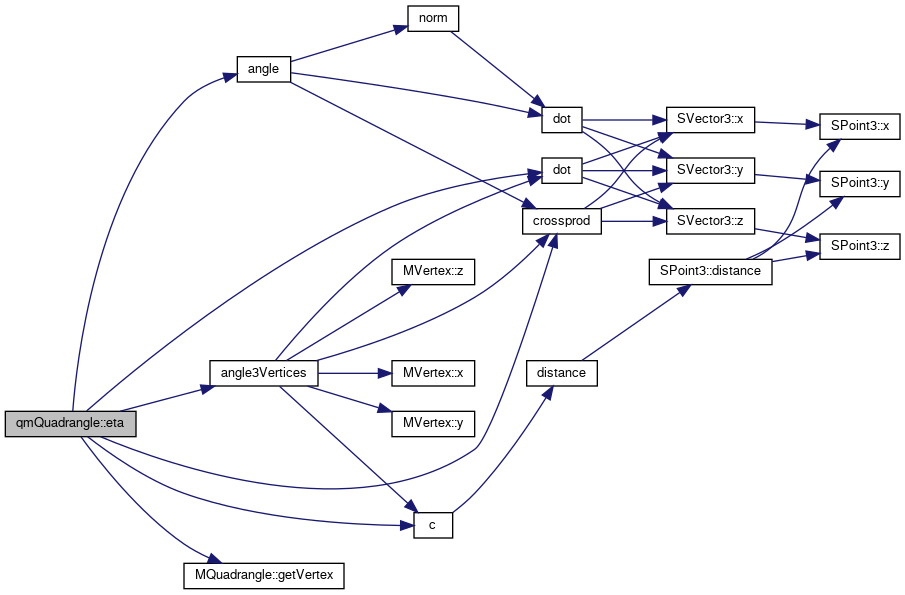 norm
angle
dot
SVector3::x
SPoint3::x
dot
SVector3::y
SPoint3::y
crossprod
SVector3::z
SPoint3::z
MVertex::z
SPoint3::distance
angle3Vertices
MVertex::x
distance
qmQuadrangle::eta
MVertex::y
c
MQuadrangle::getVertex